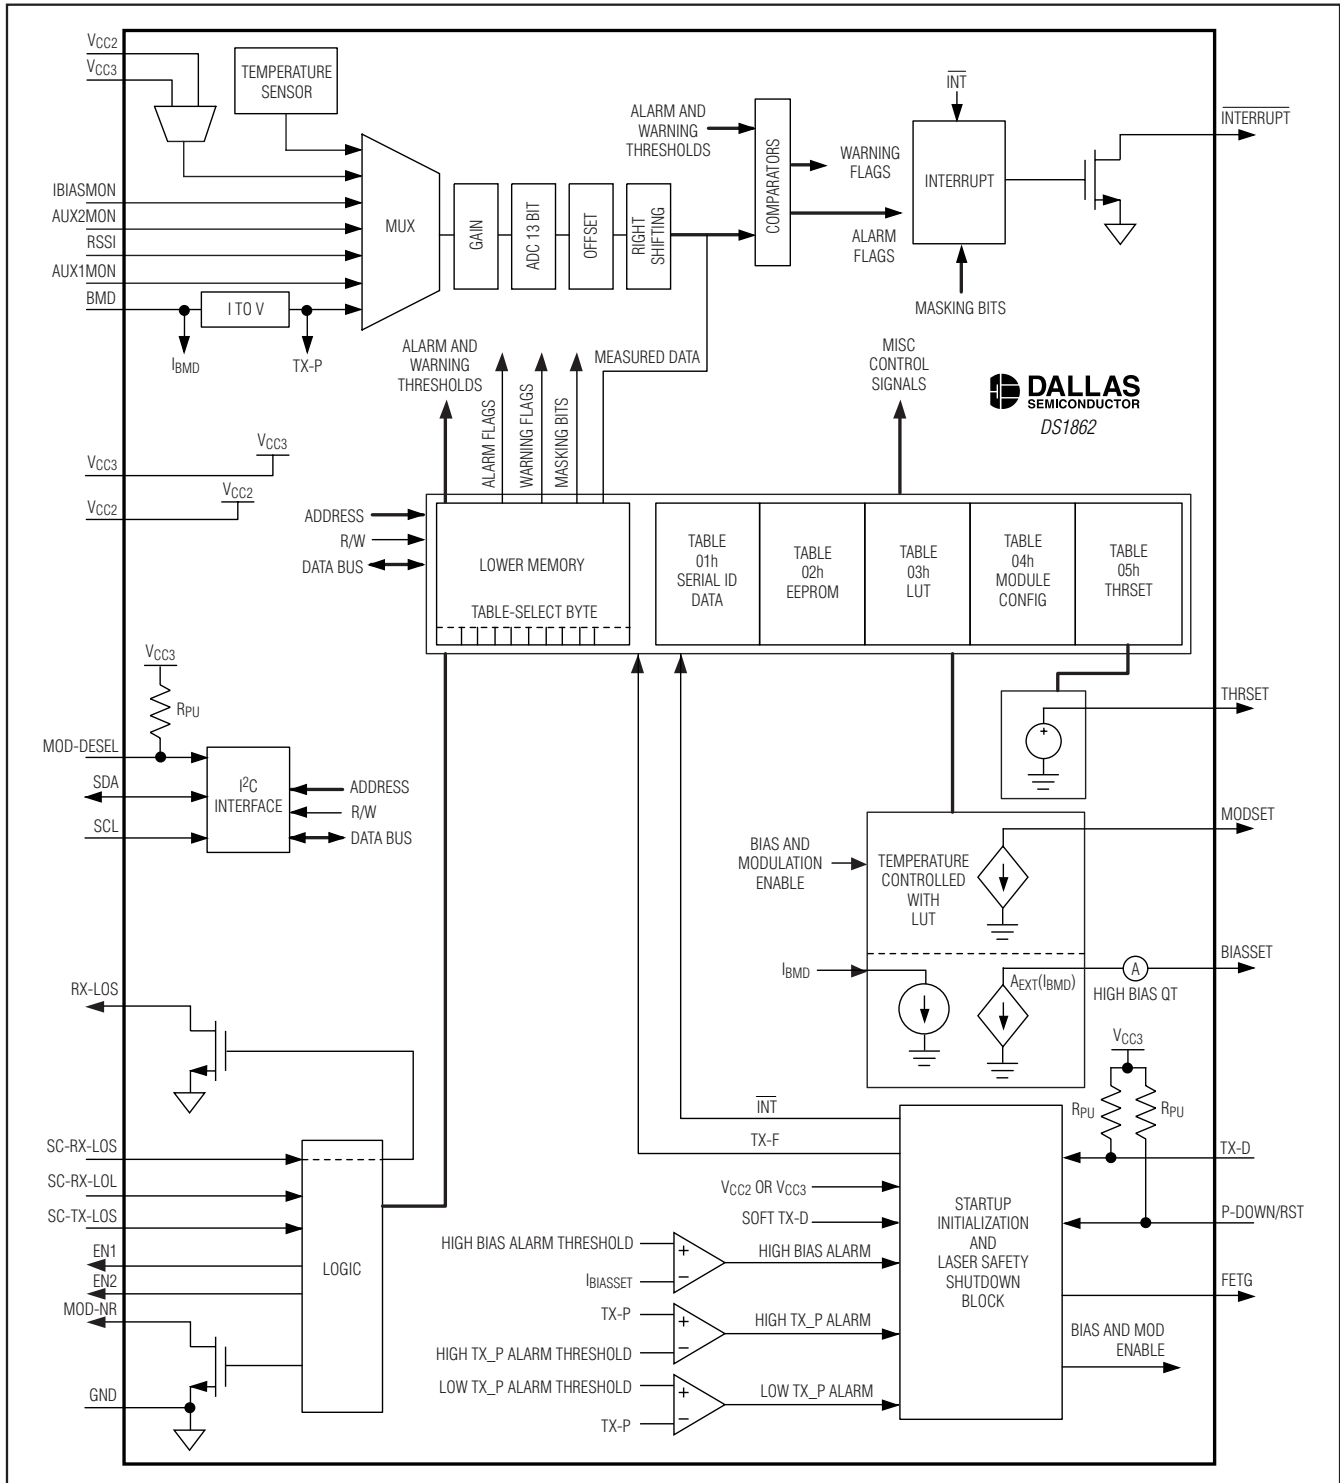 VCC2
VCC3
TEMPERATURE
SENSOR
IBIASMON
AUX2MON
RSSI
AUX1MON
BMD
I TO V
IBMD
TX-P
MUX
GAIN
ADC 13 BIT
OFFSET
RIGHT
SHIFTING
ALARM AND
WARNING
THRESHOLDS
COMPARATORS
WARNING
FLAGS
ALARM
FLAGS
INT
INTERRUPT
MASKING BITS
INTERRUPT
ALARM AND
WARNING
THRESHOLDS
ALARM FLAGS
WARNING FLAGS
MASKING BITS
MEASURED DATA
MISC
CONTROL
SIGNALS
DALLAS
SEMICONDUCTOR
DS1862
VCC3
VCC3
VCC2
VCC2
ADDRESS
R/W
DATA BUS
LOWER MEMORY
TABLE-SELECT BYTE
TABLE
01h
SERIAL ID
DATA
TABLE
02h
EEPROM
TABLE
03h
LUT
TABLE
04h
MODULE
CONFIG
TABLE
05h
THRSET
VCC3
RPU
MOD-DESEL
SDA
SCL
I2C
INTERFACE
ADDRESS
R/W
DATA BUS
+
THRSET
MODSET
BIAS AND
MODULATION
ENABLE
TEMPERATURE
CONTROLLED
WITH
LUT
IBMD
AEXT(IBMD)
A
HIGH BIAS QT
BIASSET
RX-LOS
VCC3
RPU
RPU
TX-D
P-DOWN/RST
FETG
BIAS AND MOD
ENABLE
INT
TX-F
VCC2 OR VCC3
SOFT TX-D
STARTUP
INITIALIZATION
AND
LASER SAFETY
SHUTDOWN
BLOCK
SC-RX-LOS
SC-RX-LOL
SC-TX-LOS
EN1
EN2
MOD-NR
GND
LOGIC
HIGH BIAS ALARM THRESHOLD
IBIASSET
+
−
HIGH BIAS ALARM
TX-P
HIGH TX_P ALARM THRESHOLD
+
−
HIGH TX_P ALARM
LOW TX_P ALARM THRESHOLD
TX-P
+
−
LOW TX_P ALARM